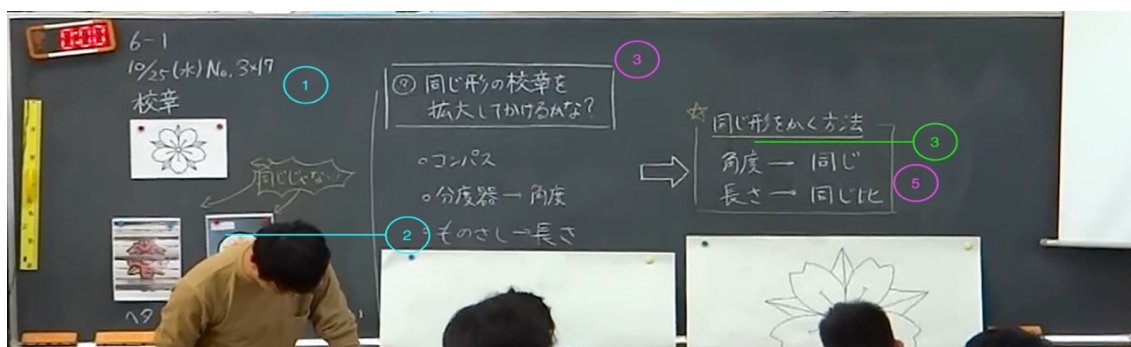 0:00
6-1
10/25(水) No. 3×17
校章
1
同じじゃない!
2
3
㋐ 同じ形の校章を
拡大してかけるかな?
○コンパス
○分度器→角度
○ものさし→長さ
☆
同じ形をかく方法
3
角度→同じ
長さ→同じ比
5